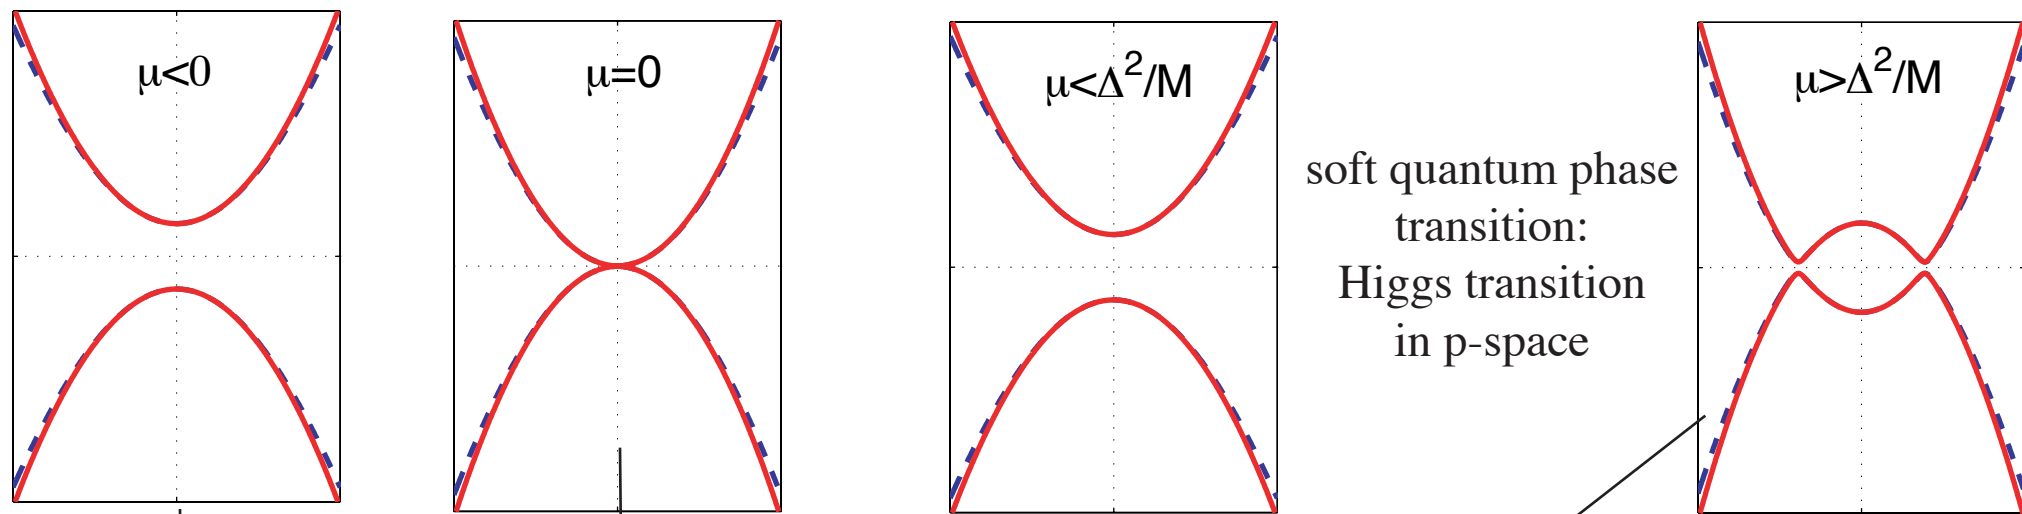 μ<0
μ=0
μ<Δ²/M
soft quantum phase
transition:
Higgs transition
in p-space
μ>Δ²/M